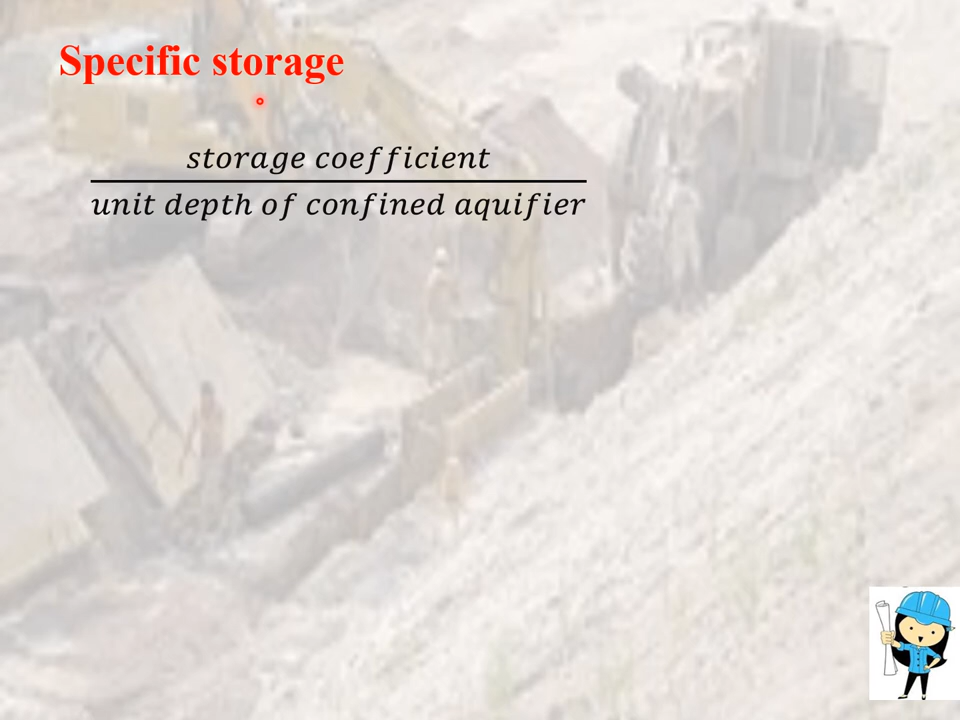 Specific storage
storage coefficient
unit depth of confined aquifier